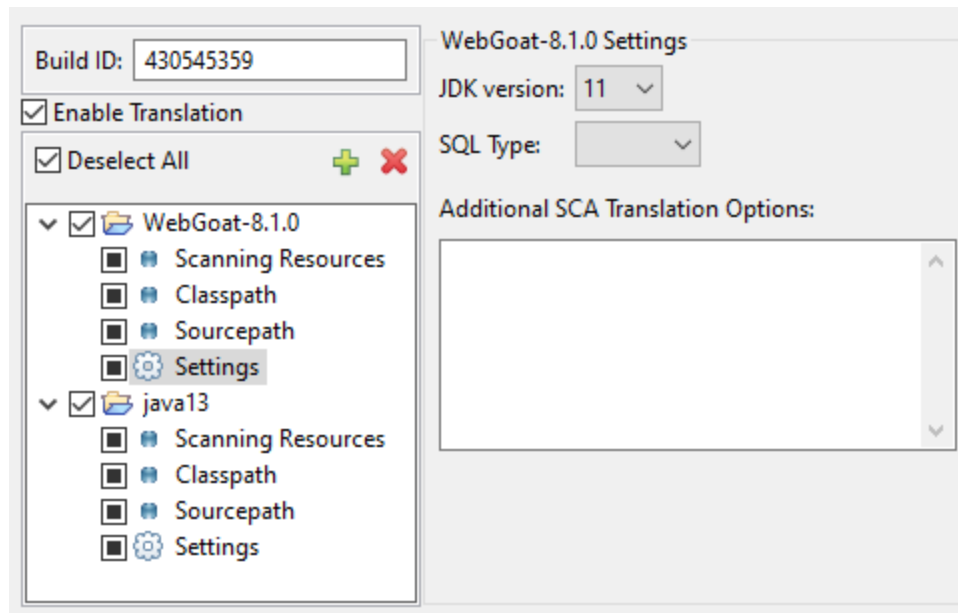 Build ID: 430545359
Enable Translation
Deselect All
WebGoat-8.1.0
Scanning Resources
Classpath
Sourcepath
Settings
java13
Scanning Resources
Classpath
Sourcepath
Settings
WebGoat-8.1.0 Settings
JDK version: 11
SQL Type:
Additional SCA Translation Options: